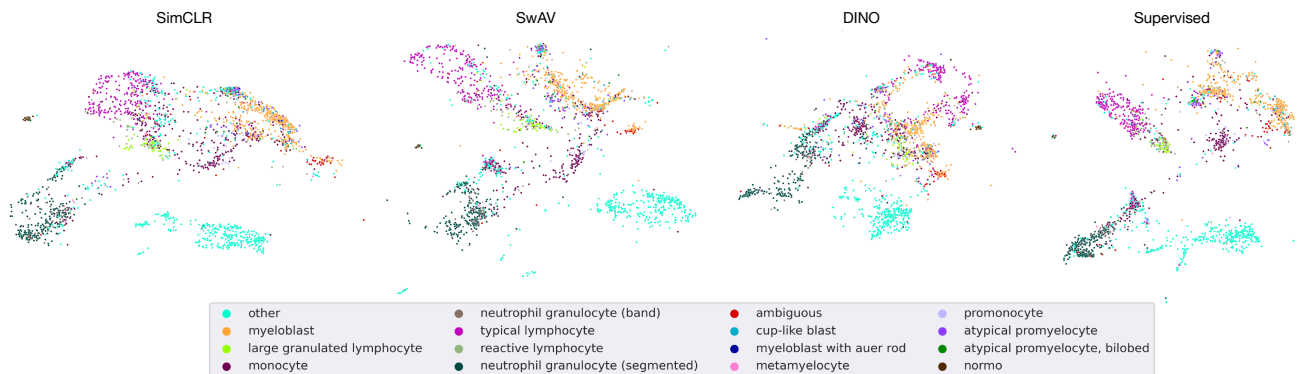 SimCLR SwAV DINO Supervised
other neutrophil granulocyte (band) ambiguous promonocyte
myeloblast typical lymphocyte cup-like blast atypical promyelocyte
large granulated lymphocyte reactive lymphocyte myeloblast with auer rod atypical promyelocyte, bilobed
monocyte neutrophil granulocyte (segmented) metamyelocyte normo